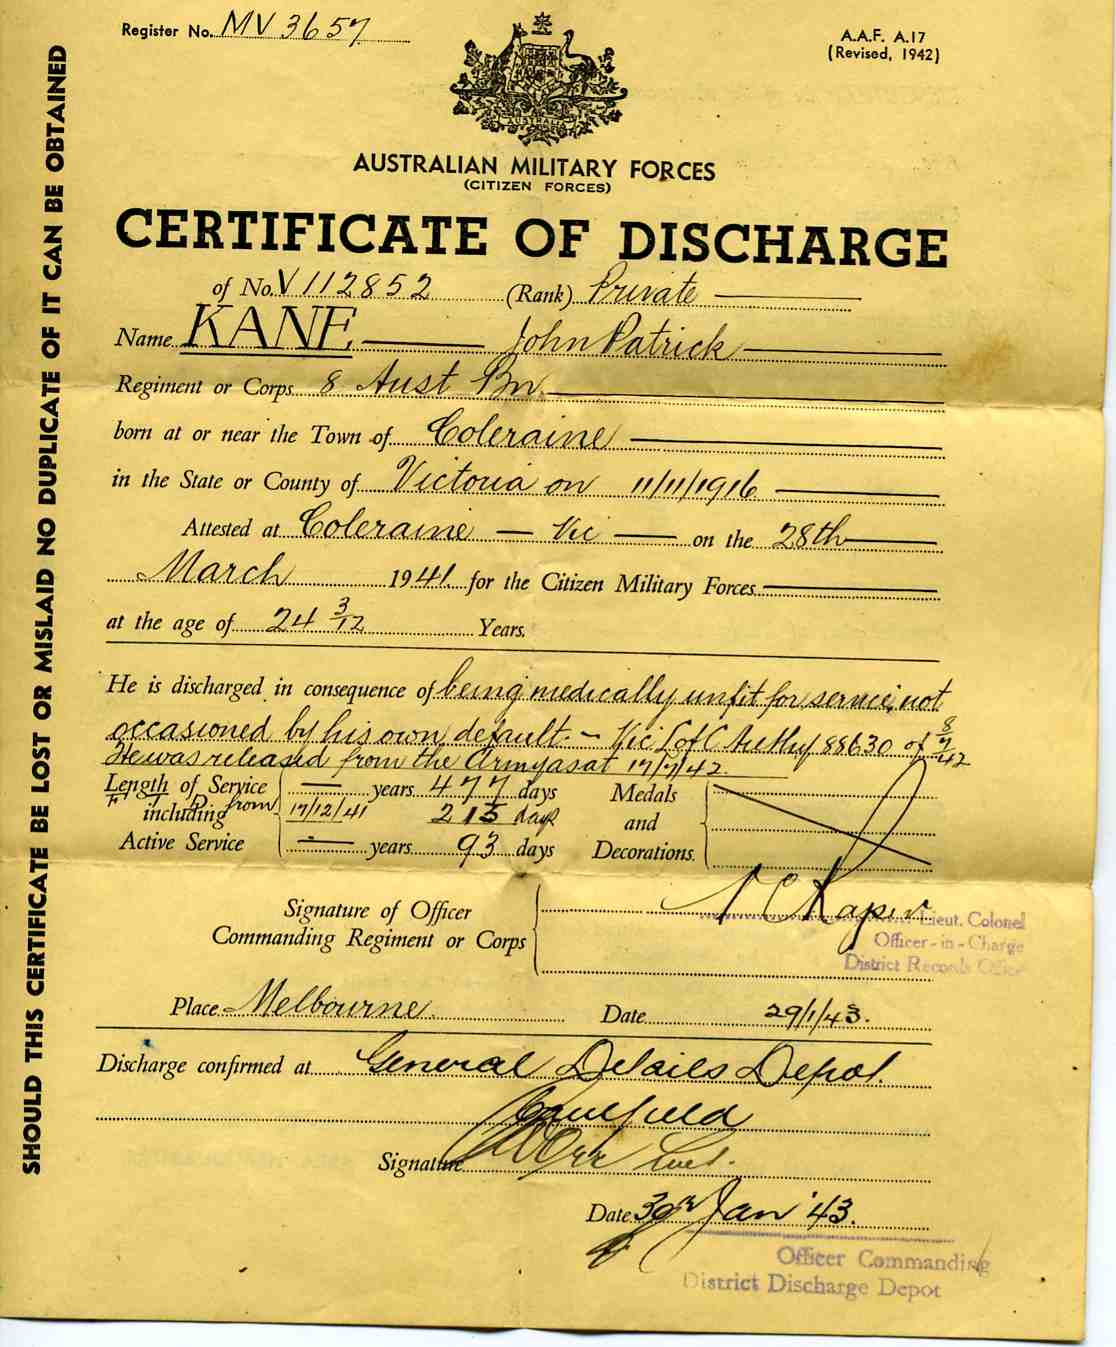 Register No. MV 3657
A.A.F. A.17
(Revised, 1942)
AUSTRALIA
AUSTRALIAN MILITARY FORCES
(CITIZEN FORCES)
CERTIFICATE OF DISCHARGE
of No. V112852 (Rank) Private
Name KANE John Patrick
Regiment or Corps 8 Aust Bn.
born at or near the Town of Coleraine
in the State or County of Victoria on 11/11/1916
Attested at Coleraine — Vic — on the 28th
March 1941 for the Citizen Military Forces
at the age of 24 3/12 Years.
He is discharged in consequence of being medically unfit for service, not
occasioned by his own default. — Vic L of C Authy 88630 of 8/7/42
He was released from the Army as at 17/7/42.
Length of Service — years 477 days
including from 17/12/41 213 days
Active Service — years 93 days
Medals
and
Decorations.
Signature of Officer
Commanding Regiment or Corps
Lieut. Colonel
Officer-in-Charge
District Records Office
Place Melbourne. Date 29/1/43.
Discharge confirmed at General Details Depot.
Caulfield
Signature Lieut.
Date 30 Jan '43.
Officer Commanding
District Discharge Depot
SHOULD THIS CERTIFICATE BE LOST OR MISLAID NO DUPLICATE OF IT CAN BE OBTAINED